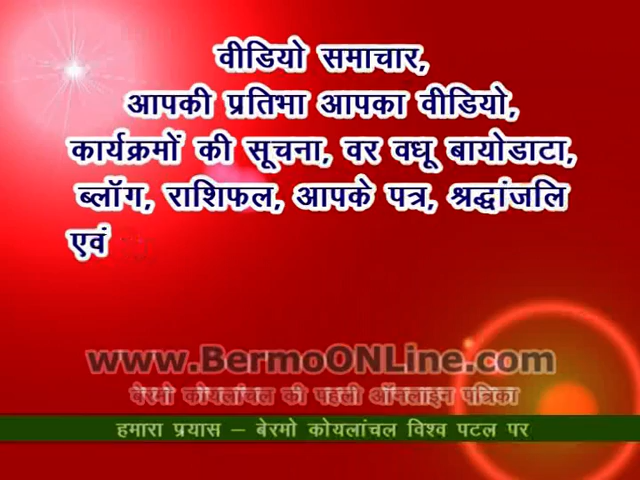 वीडियो समाचार,
आपकी प्रतिभा आपका वीडियो,
कार्यक्रमों की सूचना, वर वधू बायोडाटा,
ब्लॉग, राशिफल, आपके पत्र, श्रद्धांजलि
एवं
www.BermoONLine.com
बेरमो कोयलांचल की पहली ऑनलाइन पत्रिका
हमारा प्रयास – बेरमो कोयलांचल विश्व पटल पर